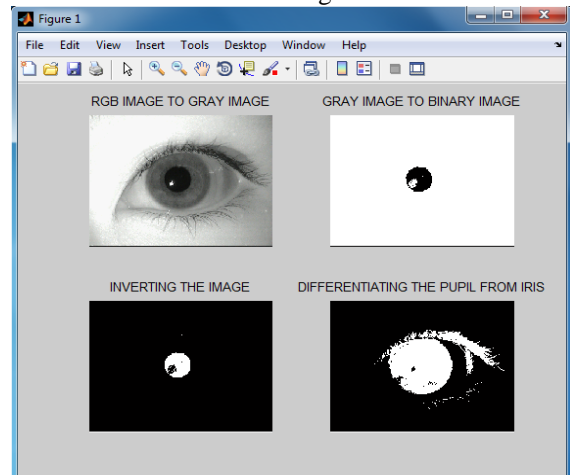 Figure 1
File Edit View Insert Tools Desktop Window Help
RGB IMAGE TO GRAY IMAGE
GRAY IMAGE TO BINARY IMAGE
INVERTING THE IMAGE
DIFFERENTIATING THE PUPIL FROM IRIS